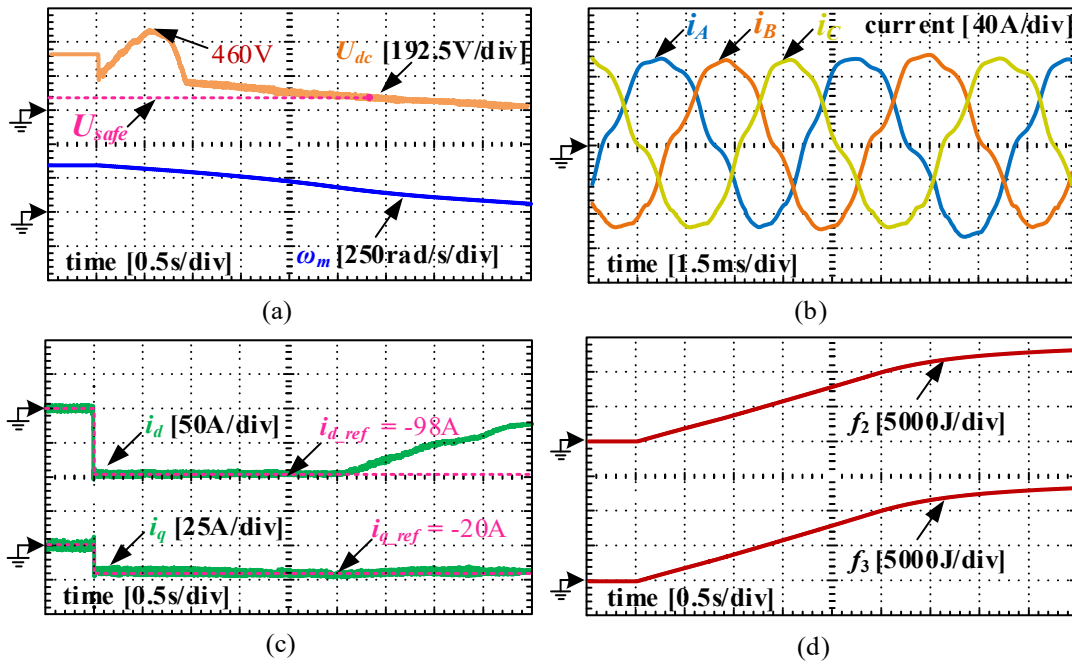 460V
U_dc [192.5V/div]
U_safe
ω_m [250rad/s/div]
time [0.5s/div]
(a)
i_A i_B i_C current [40A/div]
time [1.5ms/div]
(b)
i_d [50A/div] i_d_ref = -98A
i_q [25A/div] i_q_ref = -20A
time [0.5s/div]
(c)
f_2 [5000J/div]
f_3 [5000J/div]
time [0.5s/div]
(d)